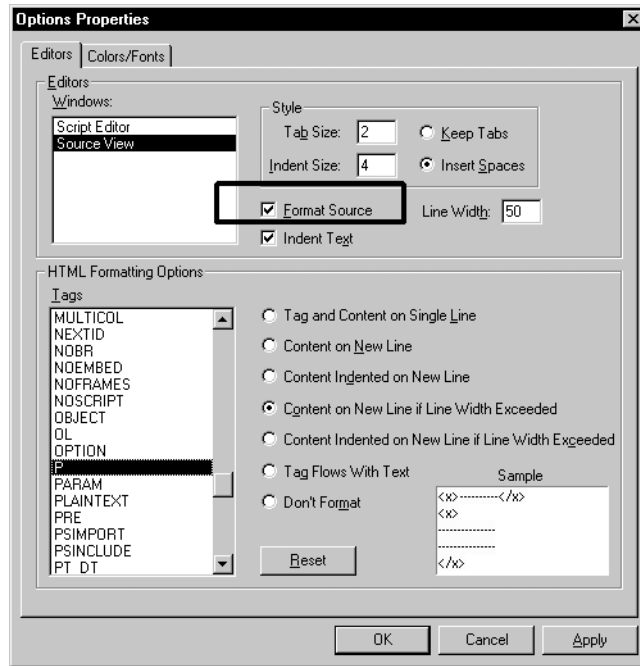 Options Properties
Editors
Colors/Fonts
Editors
Windows:
Script Editor
Source View
Style
Tab Size: 2
Keep Tabs
Indent Size: 4
Insert Spaces
Format Source
Line Width: 50
Indent Text
HTML Formatting Options
Tags
MULTICOL
NEXTID
NOBR
NOEMBED
NOFRAMES
NOSCRIPT
OBJECT
OL
OPTION
P
PARAM
PLAINTEXT
PRE
PSIMPORT
PSINCLUDE
PT_DT
Tag and Content on Single Line
Content on New Line
Content Indented on New Line
Content on New Line if Line Width Exceeded
Content Indented on New Line if Line Width Exceeded
Tag Flows With Text
Don't Format
Sample
<x>----------</x>
<x>
--------------
--------------
</x>
Reset
OK
Cancel
Apply